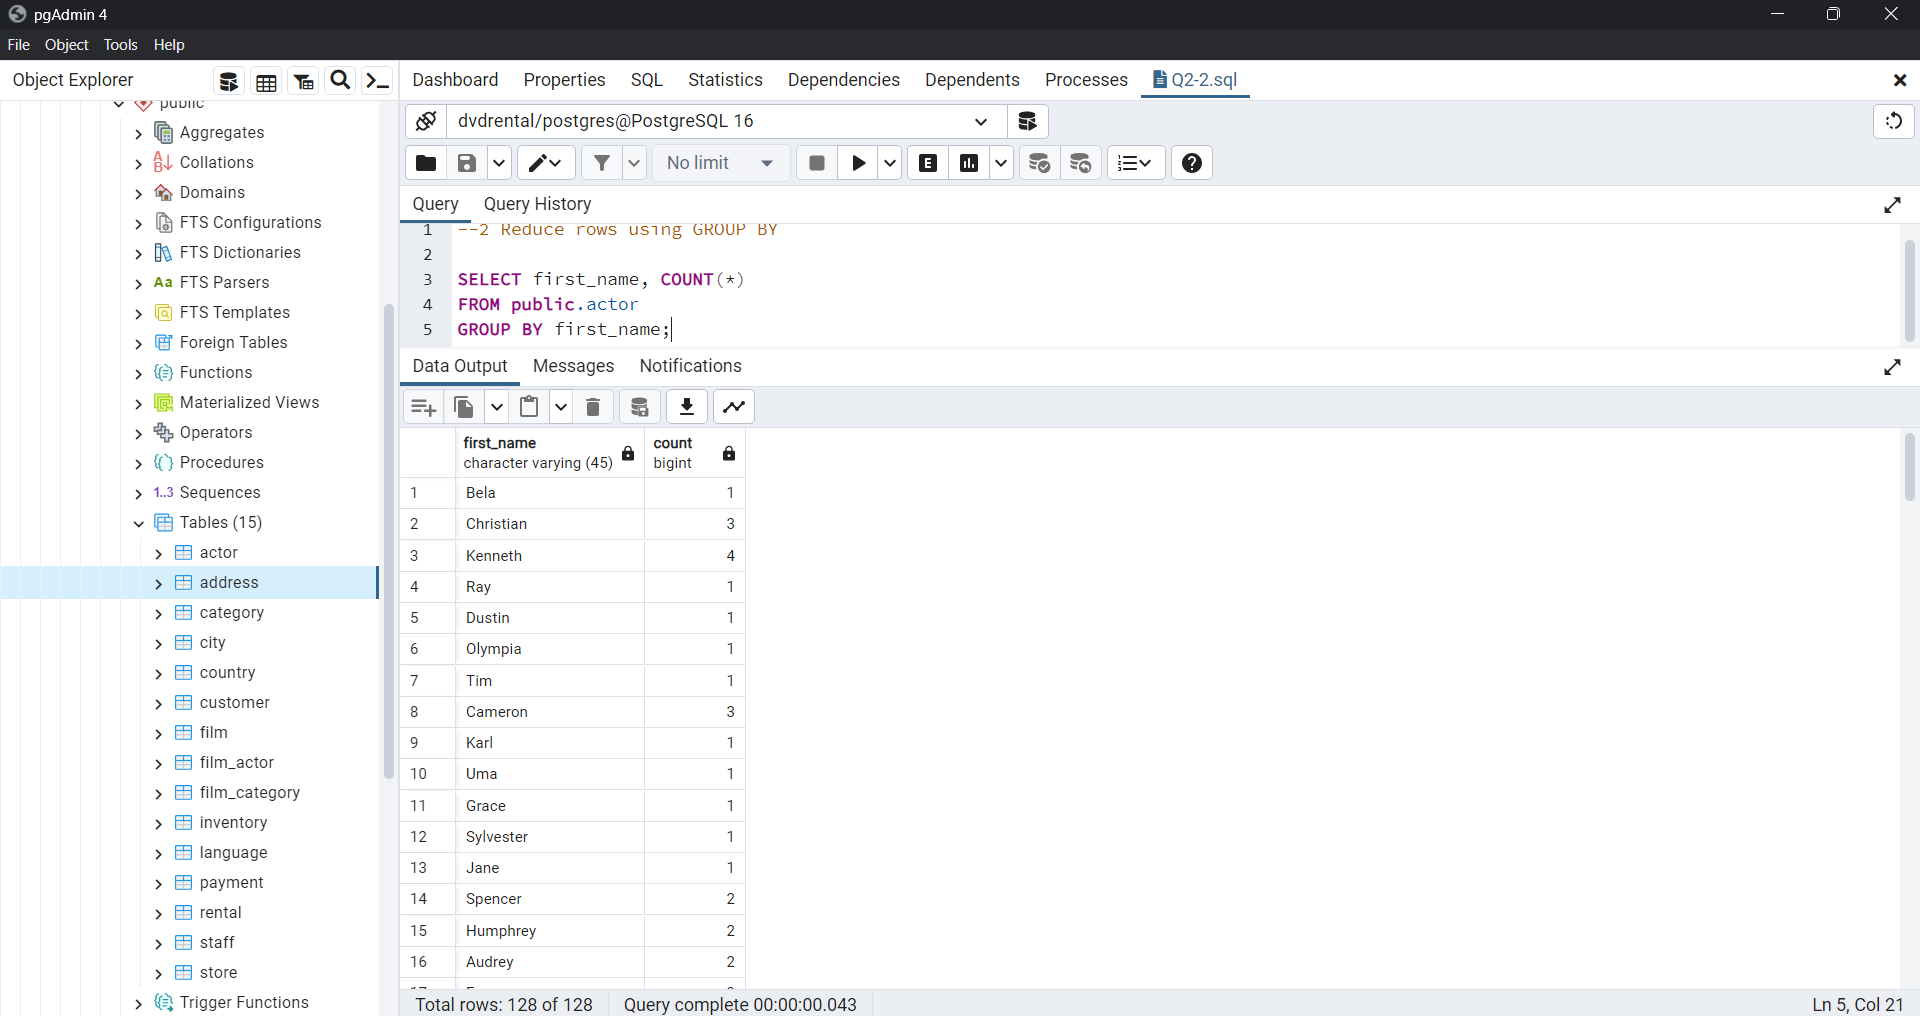 pgAdmin 4
File Object Tools Help
Object Explorer
Dashboard Properties SQL Statistics Dependencies Dependents Processes Q2-2.sql
public
Aggregates
Collations
Domains
FTS Configurations
FTS Dictionaries
Aa FTS Parsers
FTS Templates
Foreign Tables
Functions
Materialized Views
Operators
Procedures
1..3 Sequences
Tables (15)
actor
address
category
city
country
customer
film
film_actor
film_category
inventory
language
payment
rental
staff
store
Trigger Functions
dvdrental/postgres@PostgreSQL 16
No limit
E
Query Query History
1 --2 Reduce rows using GROUP BY
2
3 SELECT first_name, COUNT(*)
4 FROM public.actor
5 GROUP BY first_name;
Data Output Messages Notifications
first_name count
character varying (45) bigint
1 Bela 1
2 Christian 3
3 Kenneth 4
4 Ray 1
5 Dustin 1
6 Olympia 1
7 Tim 1
8 Cameron 3
9 Karl 1
10 Uma 1
11 Grace 1
12 Sylvester 1
13 Jane 1
14 Spencer 2
15 Humphrey 2
16 Audrey 2
Total rows: 128 of 128 Query complete 00:00:00.043 Ln 5, Col 21